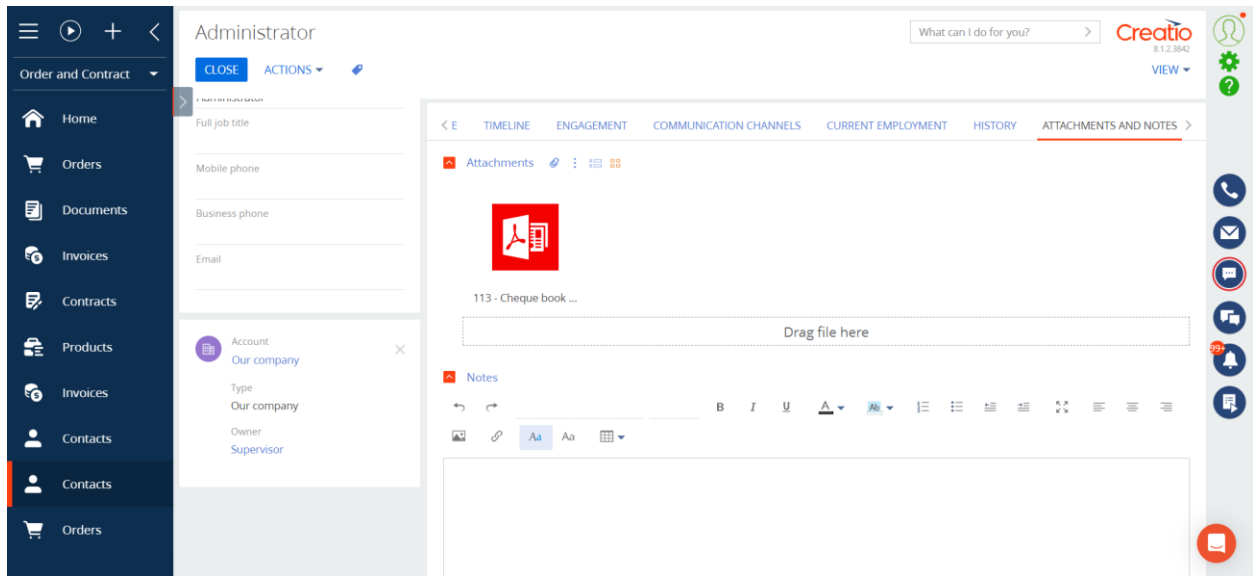 Administrator
What can I do for you?
Creatio
8.1.2.3842
CLOSE
ACTIONS
VIEW
Order and Contract
Home
Orders
Documents
Invoices
Contracts
Products
Invoices
Contacts
Contacts
Orders
Full job title
Mobile phone
Business phone
Email
Account
Our company
Type
Our company
Owner
Supervisor
E TIMELINE ENGAGEMENT COMMUNICATION CHANNELS CURRENT EMPLOYMENT HISTORY ATTACHMENTS AND NOTES
Attachments
113 - Cheque book ...
Drag file here
Notes
B I U A Ab
Aa Aa
99+